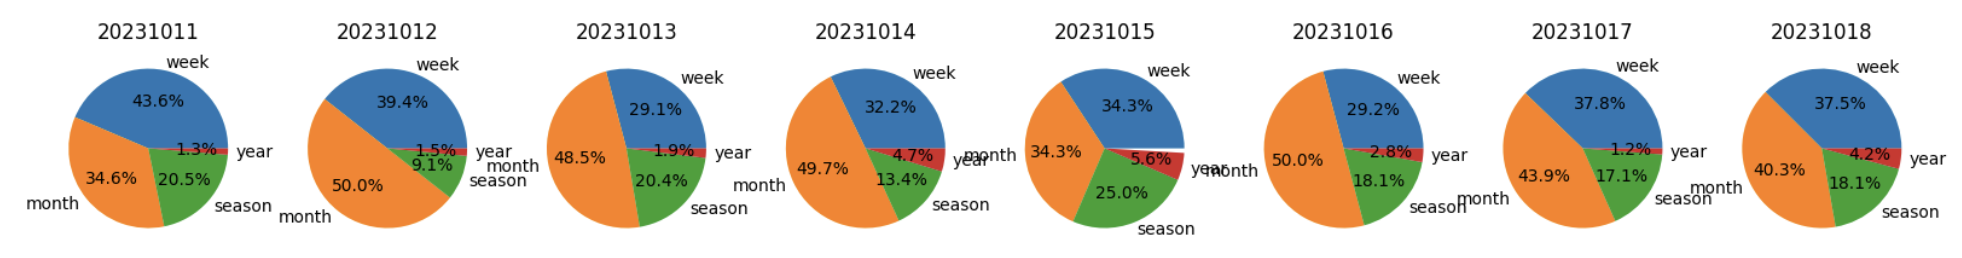 20231011
week
43.6%
1.3%
year
34.6%
20.5%
month
season
20231012
week
39.4%
1.5%
year
9.1%
season
50.0%
month
20231013
week
29.1%
48.5%
1.9%
year
month
20.4%
season
20231014
week
32.2%
49.7%
4.7%
year
13.4%
month
season
20231015
week
34.3%
month
34.3%
5.6%
year
25.0%
season
20231016
week
29.2%
50.0%
2.8%
year
month
18.1%
season
20231017
week
37.8%
1.2%
year
43.9%
17.1%
month
season
20231018
week
37.5%
4.2%
year
40.3%
18.1%
month
season